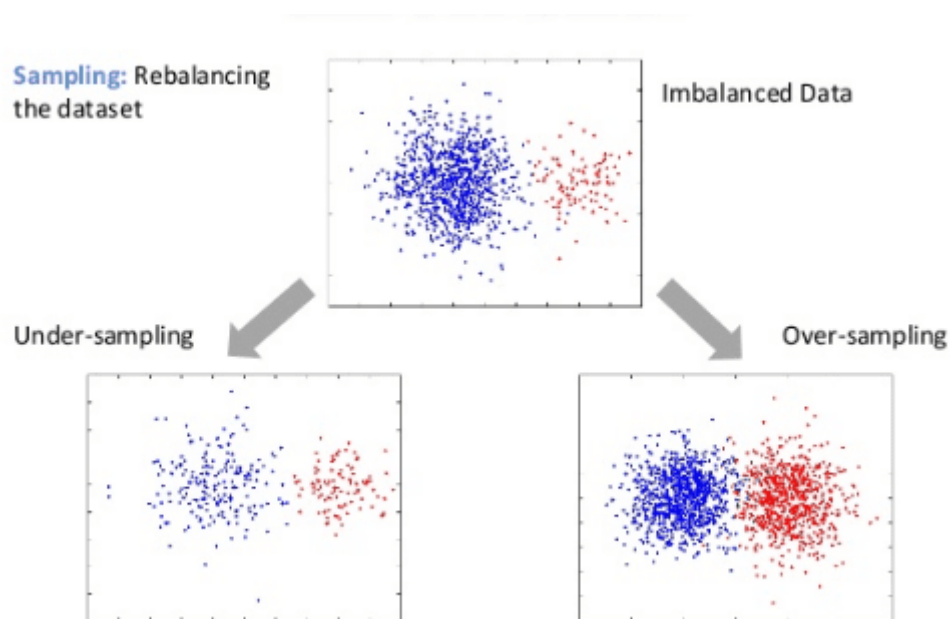 Sampling: Rebalancing
the dataset
Imbalanced Data
Under-sampling
Over-sampling